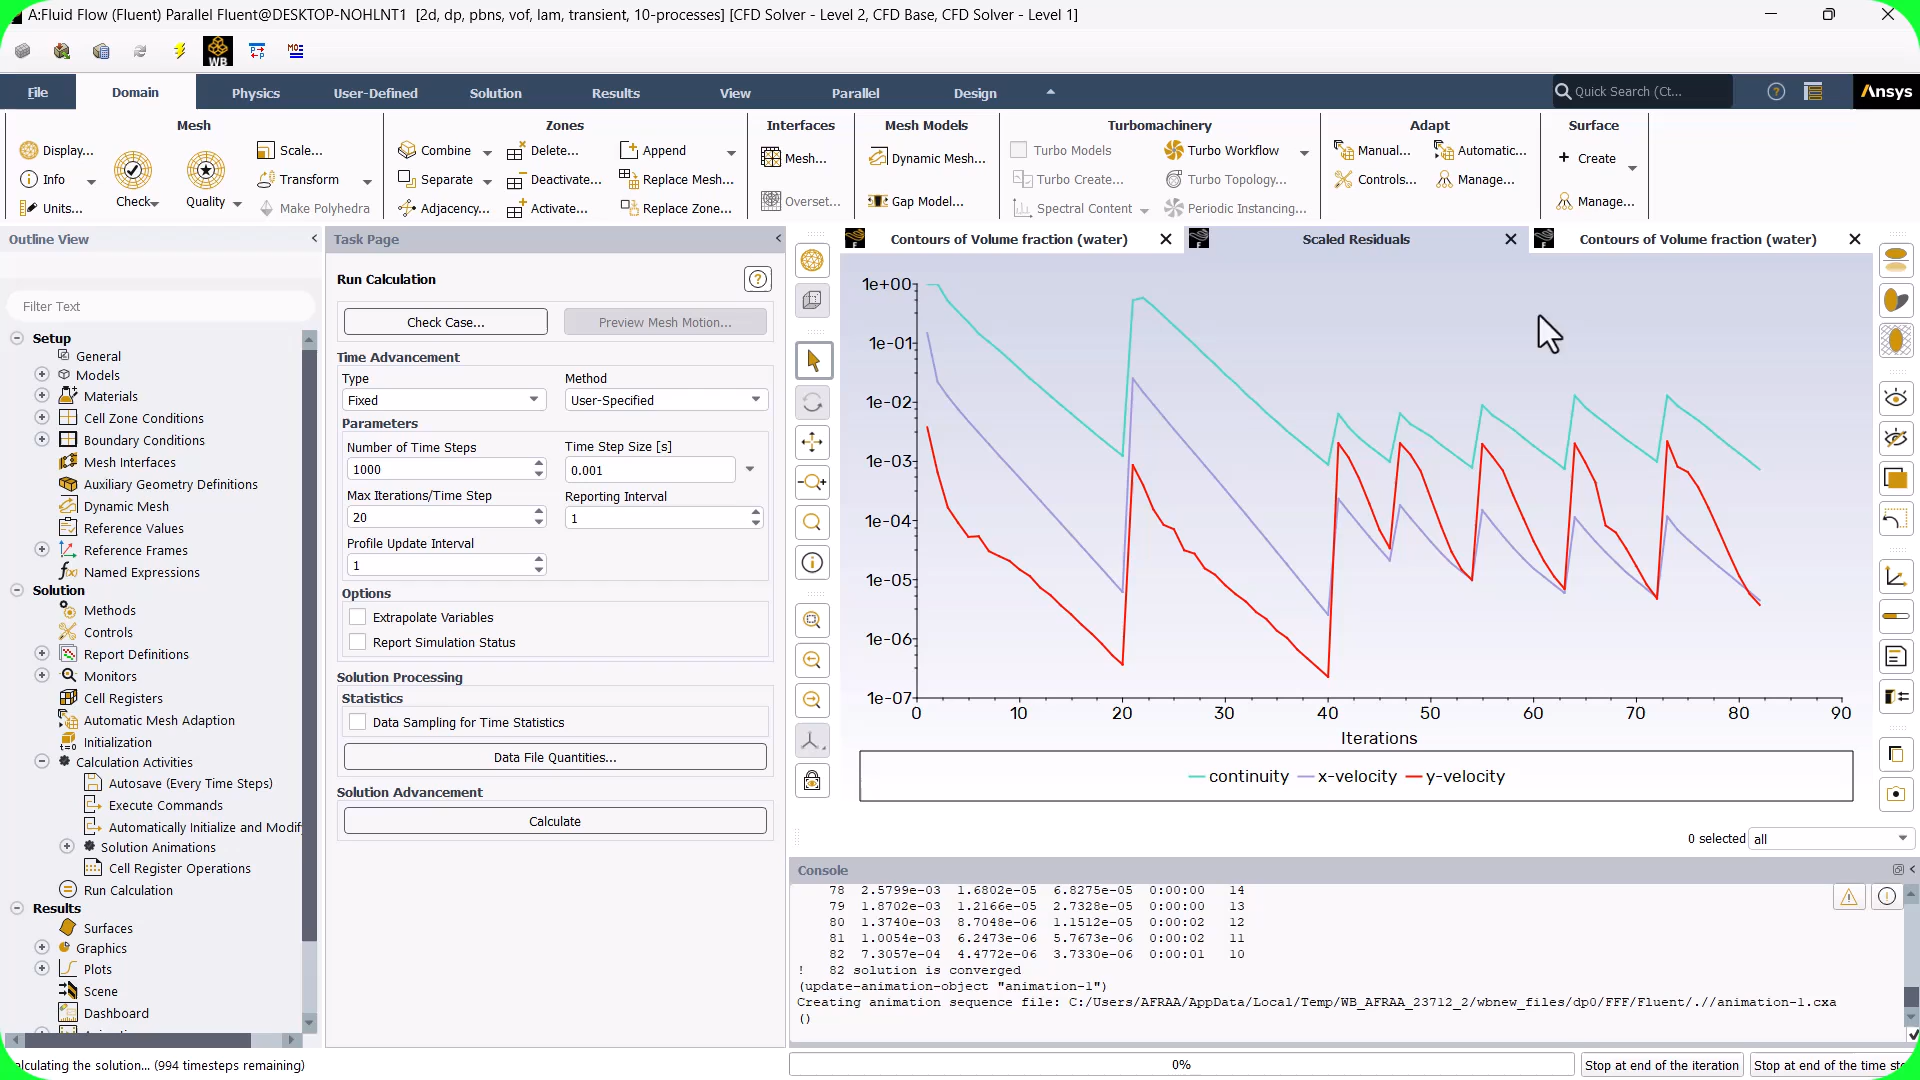 A:Fluid Flow (Fluent) Parallel Fluent@DESKTOP-NOHLNT1 [2d, dp, pbns, vof, lam, transient, 10-processes] [CFD Solver - Level 2, CFD Base, CFD Solver - Level 1]
WB
File Domain Physics User-Defined Solution Results View Parallel Design Quick Search (Ct... Ansys
Mesh Zones Interfaces Mesh Models Turbomachinery Adapt Surface
Display... Scale... Combine Delete... Append Mesh... Dynamic Mesh... Turbo Models Turbo Workflow Manual... Automatic... Create
Info Check Quality Transform Separate Deactivate... Replace Mesh... Turbo Create... Turbo Topology... Controls... Manage...
Units... Make Polyhedra Adjacency... Activate... Replace Zone... Overset... Gap Model... Spectral Content Periodic Instancing... Manage...
Outline View
Filter Text
Setup
General
Models
Materials
Cell Zone Conditions
Boundary Conditions
Mesh Interfaces
Auxiliary Geometry Definitions
Dynamic Mesh
Reference Values
Reference Frames
Named Expressions
Solution
Methods
Controls
Report Definitions
Monitors
Cell Registers
Automatic Mesh Adaption
Initialization
Calculation Activities
Autosave (Every Time Steps)
Execute Commands
Automatically Initialize and Modif
Solution Animations
Cell Register Operations
Run Calculation
Results
Surfaces
Graphics
Plots
Scene
Dashboard
Task Page
Run Calculation
Check Case... Preview Mesh Motion...
Time Advancement
Type Method
Fixed User-Specified
Parameters
Number of Time Steps Time Step Size [s]
1000 0.001
Max Iterations/Time Step Reporting Interval
20 1
Profile Update Interval
1
Options
Extrapolate Variables
Report Simulation Status
Solution Processing
Statistics
Data Sampling for Time Statistics
Data File Quantities...
Solution Advancement
Calculate
Contours of Volume fraction (water) Scaled Residuals Contours of Volume fraction (water)
1e+00
1e-01
1e-02
1e-03
1e-04
1e-05
1e-06
1e-07
0 10 20 30 40 50 60 70 80 90
Iterations
continuity x-velocity y-velocity
0 selected all
Console
78 2.5799e-03 1.6802e-05 6.8275e-05 0:00:00 14
79 1.8702e-03 1.2166e-05 2.7328e-05 0:00:00 13
80 1.3740e-03 8.7048e-06 1.1512e-05 0:00:02 12
81 1.0054e-03 6.2473e-06 5.7673e-06 0:00:02 11
82 7.3057e-04 4.4776e-06 3.7330e-06 0:00:01 10
! 82 solution is converged
(update-animation-object "animation-1")
Creating animation sequence file: C:/Users/AFRAA/AppData/Local/Temp/WB_AFRAA_23712_2/wbnew_files/dp0/FFF/Fluent/.//animation-1.cxa
()
alculating the solution... (994 timesteps remaining) 0% Stop at end of the iteration Stop at end of the time ste